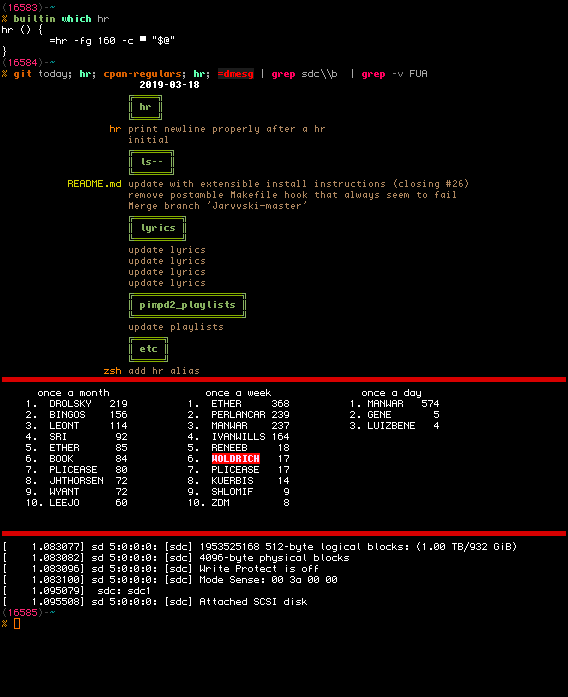 (16583)-~
% builtin which hr
hr () {
=hr -fg 160 -c ▀ "$@"
}
(16584)-~
% git today; hr; cpan-regulars; hr; =dmesg | grep sdc\\b | grep -v FUA
2019-03-18
hr
hr print newline properly after a hr
initial
ls--
README.md update with extensible install instructions (closing #26)
remove postamble Makefile hook that always seem to fail
Merge branch 'Jarvvski-master'
lyrics
update lyrics
update lyrics
update lyrics
update lyrics
pimpd2_playlists
update playlists
etc
zsh add hr alias
once a month once a week once a day
1. DROLSKY 219 1. ETHER 368 1. MANWAR 574
2. BINGOS 156 2. PERLANCAR 239 2. GENE 5
3. LEONT 114 3. MANWAR 237 3. LUIZBENE 4
4. SRI 92 4. IVANWILLS 164
5. ETHER 85 5. RENEEB 18
6. BOOK 84 6. WOLDRICH 17
7. PLICEASE 80 7. PLICEASE 17
8. JHTHORSEN 72 8. KUERBIS 14
9. WYANT 72 9. SHLOMIF 9
10. LEEJO 60 10. ZDM 8
[ 1.083077] sd 5:0:0:0: [sdc] 1953525168 512-byte logical blocks: (1.00 TB/932 GiB)
[ 1.083082] sd 5:0:0:0: [sdc] 4096-byte physical blocks
[ 1.083096] sd 5:0:0:0: [sdc] Write Protect is off
[ 1.083100] sd 5:0:0:0: [sdc] Mode Sense: 00 3a 00 00
[ 1.095079] sdc: sdc1
[ 1.095508] sd 5:0:0:0: [sdc] Attached SCSI disk
(16585)-~
%